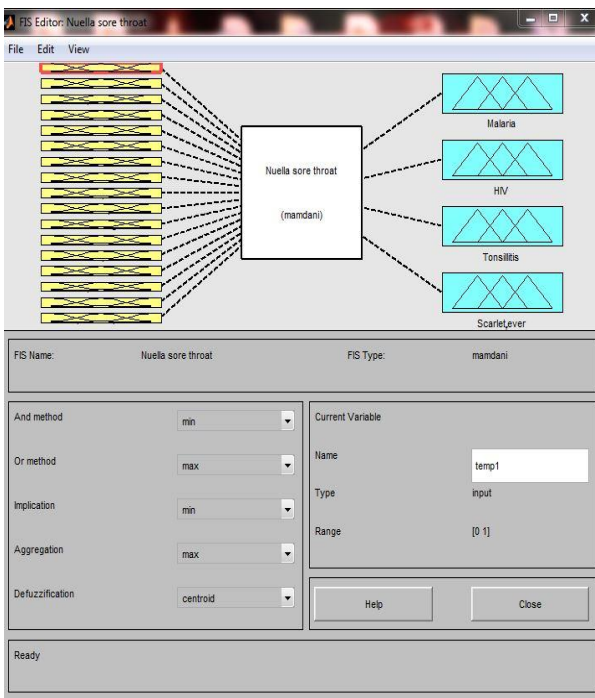 FIS Editor: Nuella sore throat
File Edit View
Nuella sore throat
(mamdani)
Malaria
HIV
Tonsillitis
Scarlet,ever
FIS Name: Nuella sore throat FIS Type: mamdani
And method min
Or method max
Implication min
Aggregation max
Defuzzification centroid
Current Variable
Name temp1
Type input
Range [0 1]
Help Close
Ready